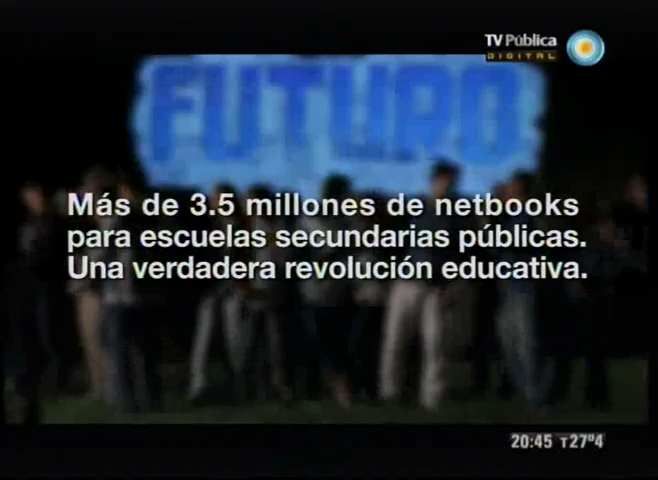 TV Pública
DIGITAL
FUTURO
Más de 3.5 millones de netbooks
para escuelas secundarias públicas.
Una verdadera revolución educativa.
20:45 T27º4